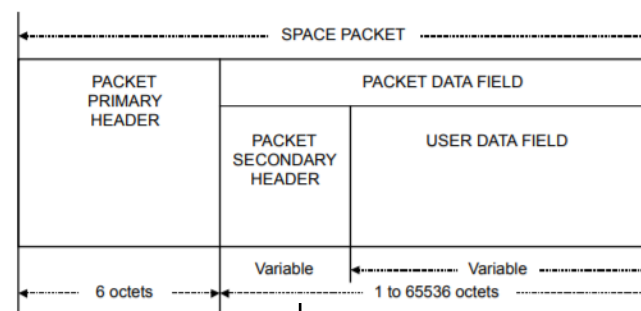 SPACE PACKET
PACKET
PRIMARY
HEADER
PACKET DATA FIELD
PACKET
SECONDARY
HEADER
USER DATA FIELD
Variable
Variable
6 octets
1 to 65536 octets